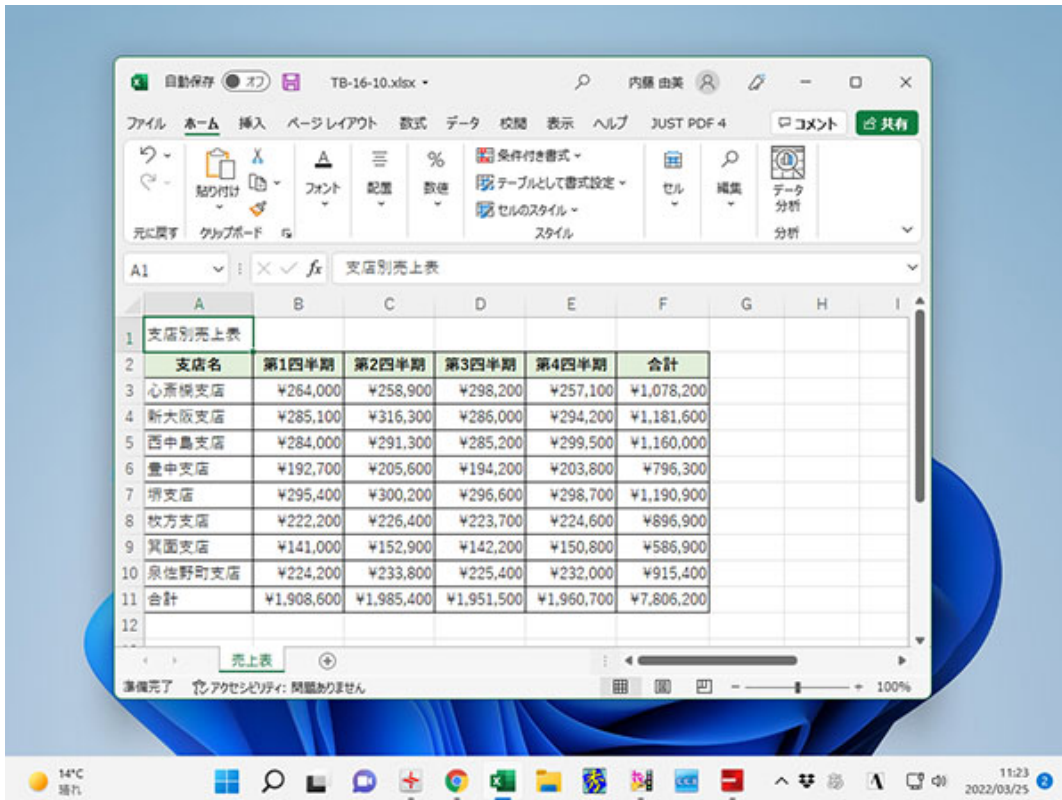 自動保存 オフ TB-16-10.xlsx 内藤 由美
ファイル ホーム 挿入 ページ レイアウト 数式 データ 校閲 表示 ヘルプ JUST PDF 4 コメント 共有
貼り付け フォント 配置 数値 条件付き書式 テーブルとして書式設定 セルのスタイル セル 編集 データ分析
元に戻す クリップボード スタイル 分析
A1 fx 支店別売上表
A B C D E F G H I
1 支店別売上表
2 支店名 第1四半期 第2四半期 第3四半期 第4四半期 合計
3 心斎橋支店 ¥264,000 ¥258,900 ¥298,200 ¥257,100 ¥1,078,200
4 新大阪支店 ¥285,100 ¥316,300 ¥286,000 ¥294,200 ¥1,181,600
5 西中島支店 ¥284,000 ¥291,300 ¥285,200 ¥299,500 ¥1,160,000
6 豊中支店 ¥192,700 ¥205,600 ¥194,200 ¥203,800 ¥796,300
7 堺支店 ¥295,400 ¥300,200 ¥296,600 ¥298,700 ¥1,190,900
8 枚方支店 ¥222,200 ¥226,400 ¥223,700 ¥224,600 ¥896,900
9 箕面支店 ¥141,000 ¥152,900 ¥142,200 ¥150,800 ¥586,900
10 泉佐野町支店 ¥224,200 ¥233,800 ¥225,400 ¥232,000 ¥915,400
11 合計 ¥1,908,600 ¥1,985,400 ¥1,951,500 ¥1,960,700 ¥7,806,200
12
売上表
準備完了 アクセシビリティ: 問題ありません 100%
14°C 11:23
晴れ A 2022/03/25 2